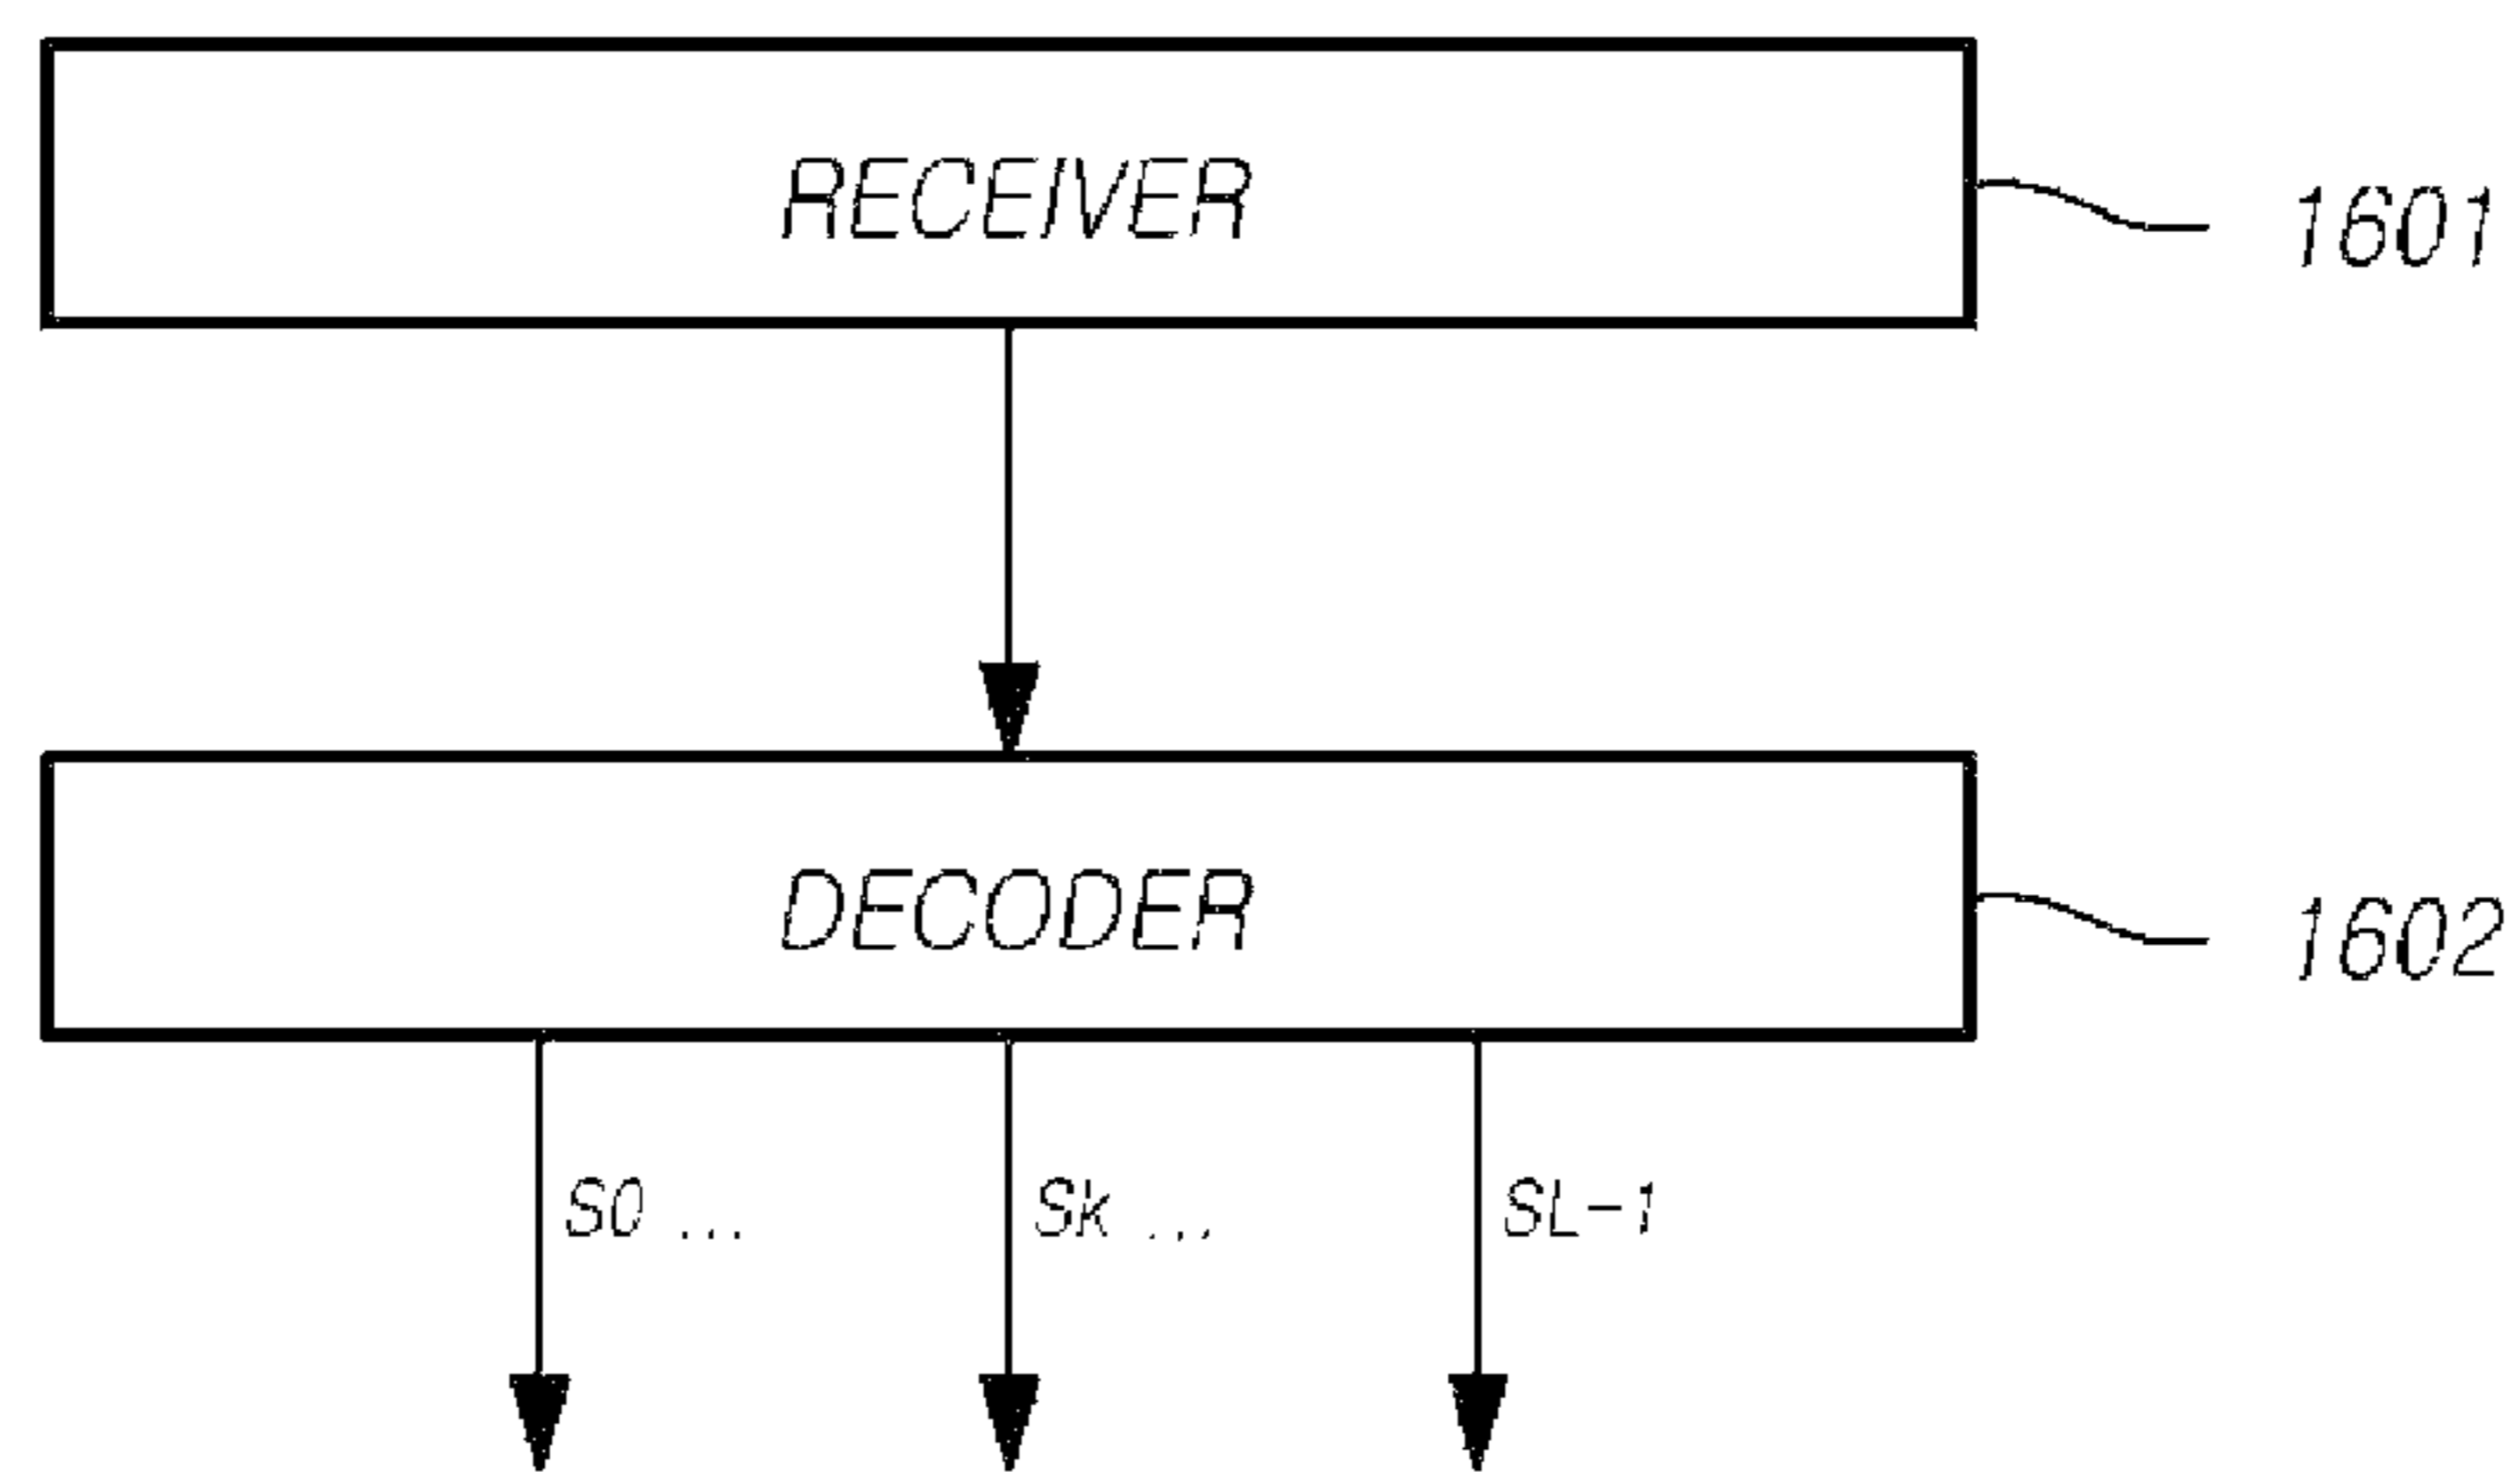 RECEIVER
1601
DECODER
1602
S0 ...
Sk ...
SL-1